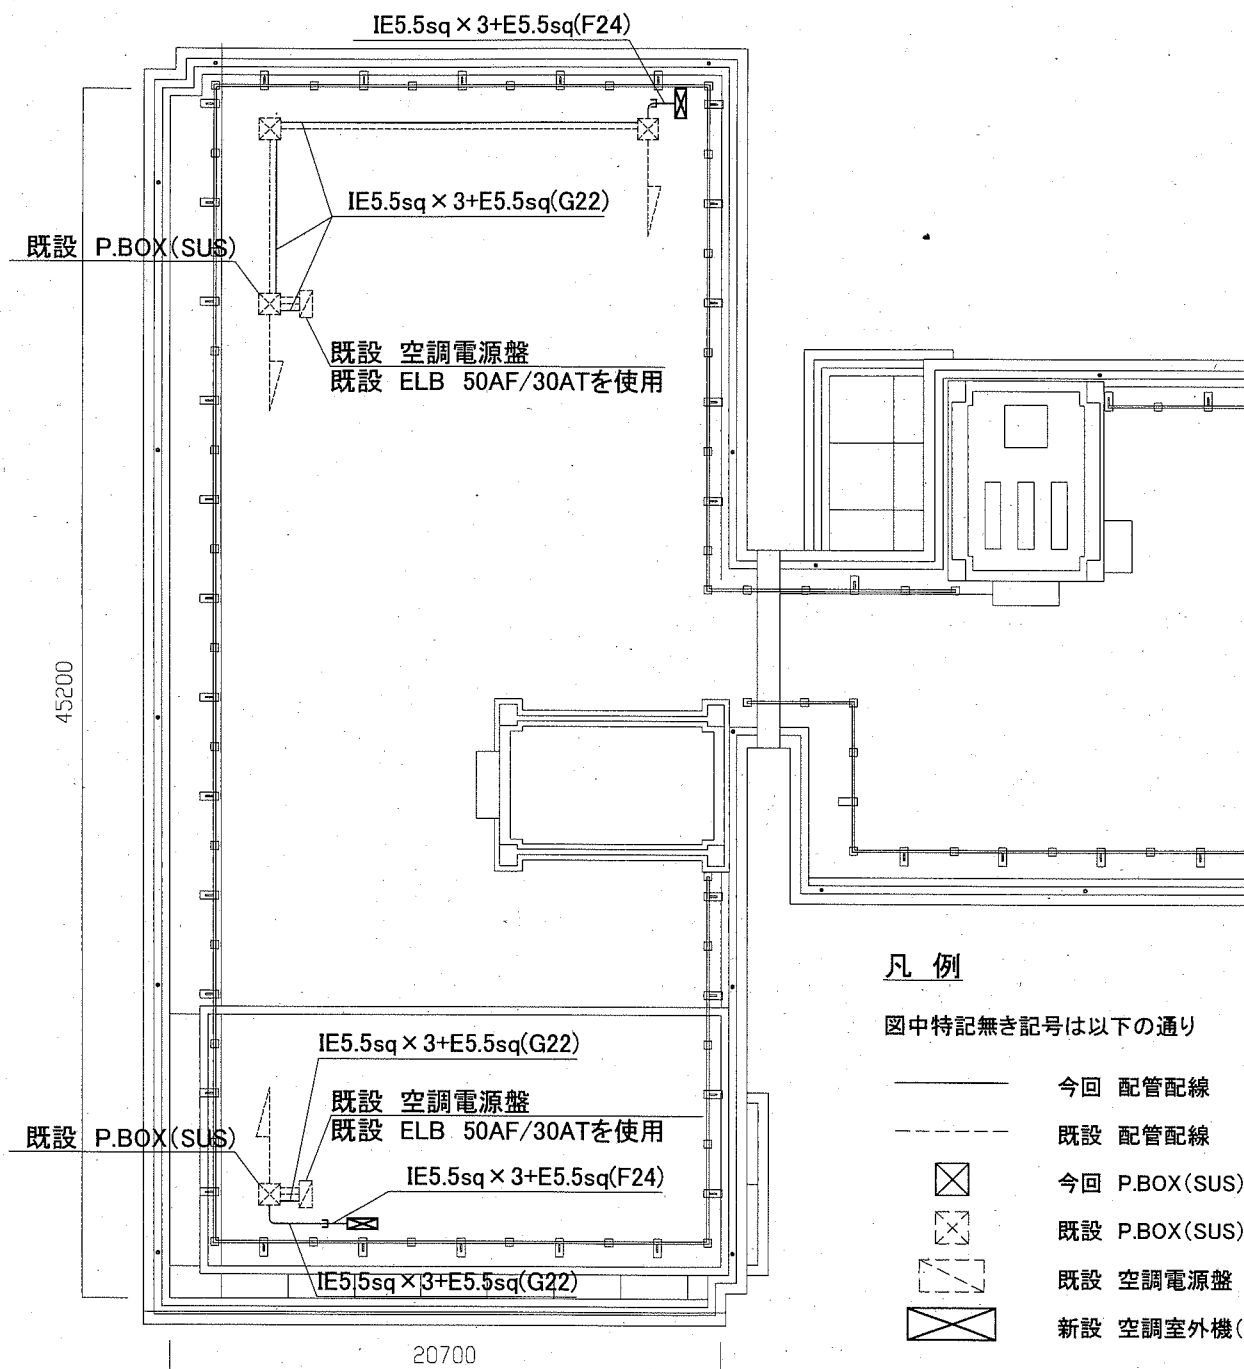 IE5.5sq×3+E5.5sq(F24)
IE5.5sq×3+E5.5sq(G22)
既設 P.BOX(SUS)
既設 空調電源盤
既設 ELB 50AF/30ATを使用
45200
凡 例
図中特記無き記号は以下の通り
IE5.5sq×3+E5.5sq(G22)
既設 空調電源盤
既設 ELB 50AF/30ATを使用
既設 P.BOX(SUS)
IE5.5sq×3+E5.5sq(F24)
IE5.5sq×3+E5.5sq(G22)
今回 配管配線
既設 配管配線
今回 P.BOX(SUS)
既設 P.BOX(SUS)
既設 空調電源盤
新設 空調室外機(
20700